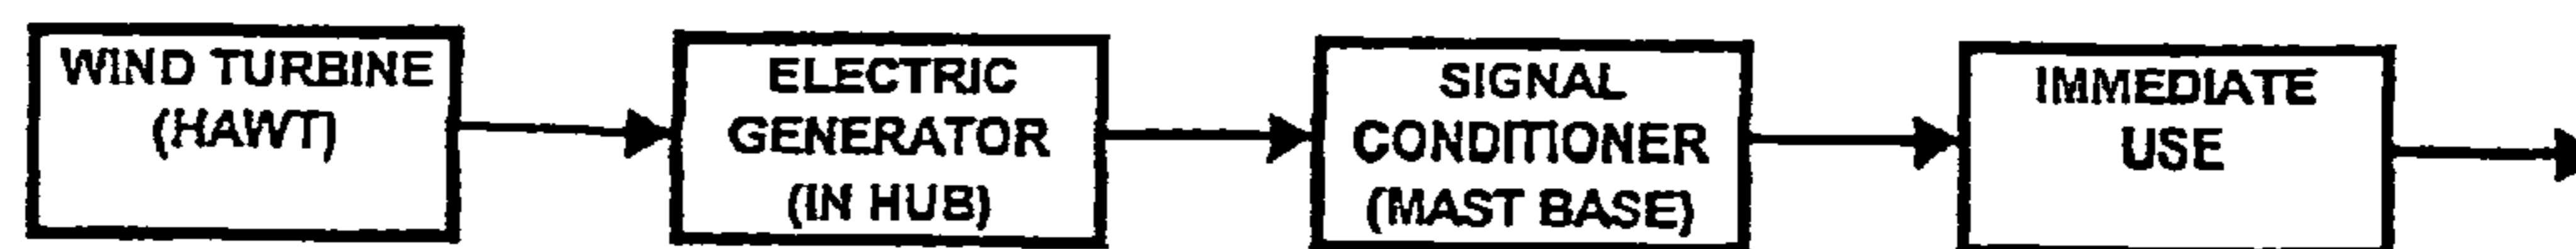 WIND TURBINE
(HAWT)
ELECTRIC
GENERATOR
(IN HUB)
SIGNAL
CONDITIONER
(MAST BASE)
IMMEDIATE
USE